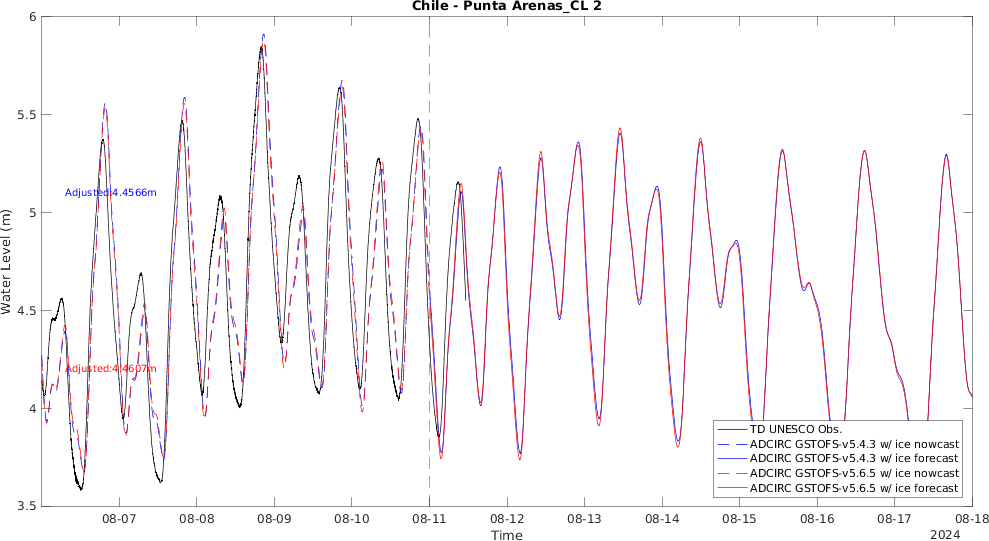 Chile - Punta Arenas_CL 2
6
5.5
5
4.5
4
3.5
Water Level (m)
Adjusted:4.4566m
Adjusted:4.4607m
TD UNESCO Obs.
ADCIRC GSTOFS-v5.4.3 w/ ice nowcast
ADCIRC GSTOFS-v5.4.3 w/ ice forecast
ADCIRC GSTOFS-v5.6.5 w/ ice nowcast
ADCIRC GSTOFS-v5.6.5 w/ ice forecast
08-07 08-08 08-09 08-10 08-11 08-12 08-13 08-14 08-15 08-16 08-17 08-18
Time
2024